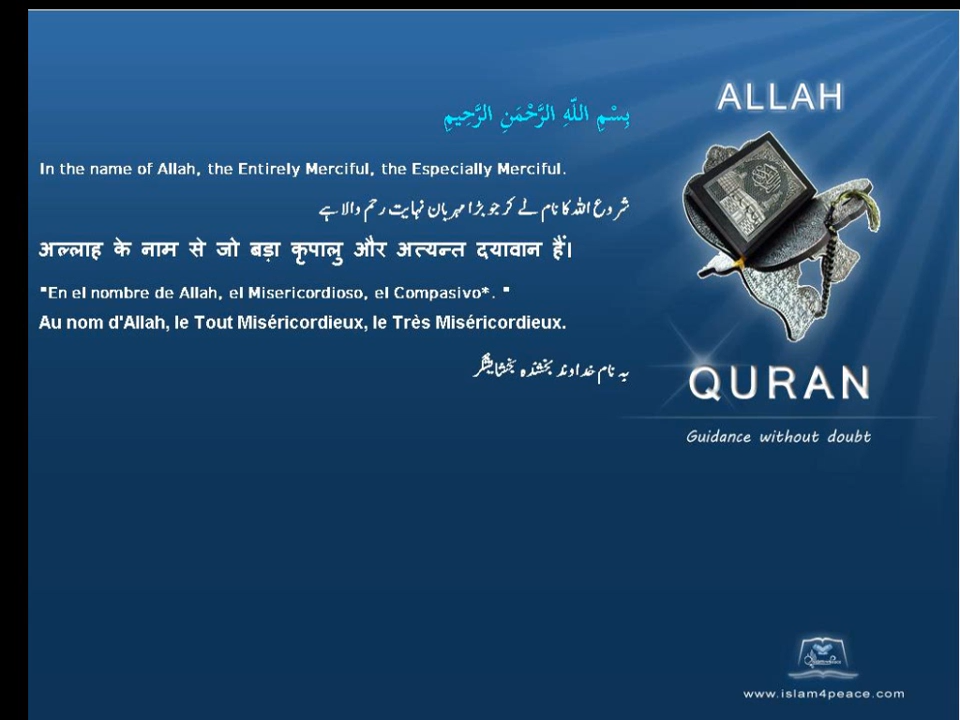 بِسْمِ اللّهِ الرَّحْمَنِ الرَّحِيمِ
In the name of Allah, the Entirely Merciful, the Especially Merciful.
شروع اللہ کا نام لے کر جو بڑا مہربان نہایت رحم والا ہے
अल्लाह के नाम से जो बड़ा कृपालु और अत्यन्त दयावान हैं।
"En el nombre de Allah, el Misericordioso, el Compasivo*. "
Au nom d'Allah, le Tout Miséricordieux, le Très Miséricordieux.
به نام خداوند بخشنده بخشایشگر
ALLAH
QURAN
Guidance without doubt
www.islam4peace.com